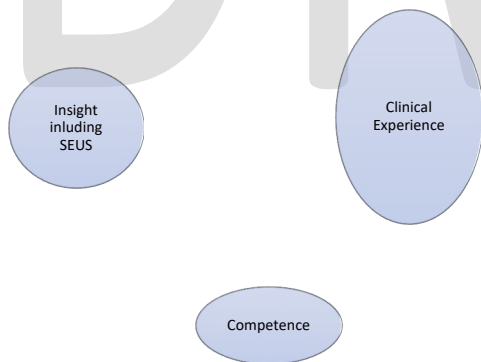 Insight
inluding
SEUS
Clinical
Experience
Competence